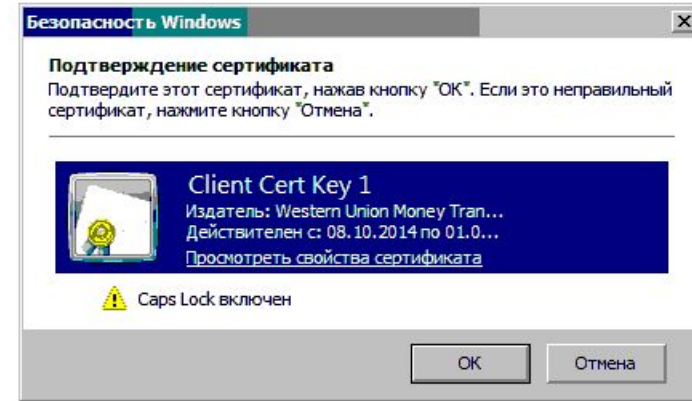 Безопасность Windows
Подтверждение сертификата
Подтвердите этот сертификат, нажав кнопку "ОК". Если это неправильный
сертификат, нажмите кнопку "Отмена".
Client Cert Key 1
Издатель: Western Union Money Tran...
Действителен с: 08.10.2014 по 01.0...
Просмотреть свойства сертификата
Caps Lock включен
ОК
Отмена